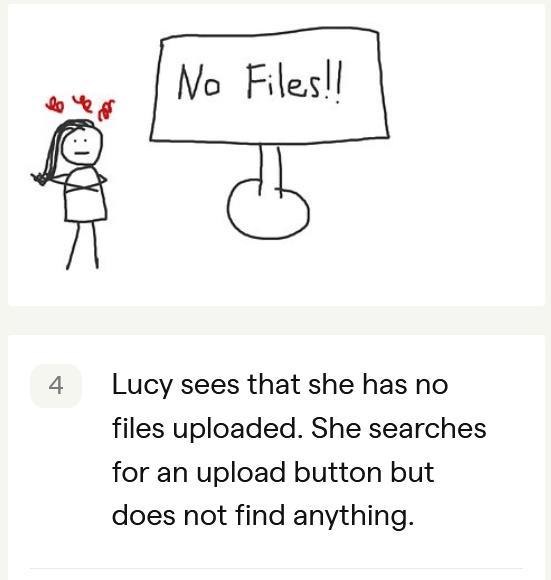 No Files!!
4
Lucy sees that she has no
files uploaded. She searches
for an upload button but
does not find anything.